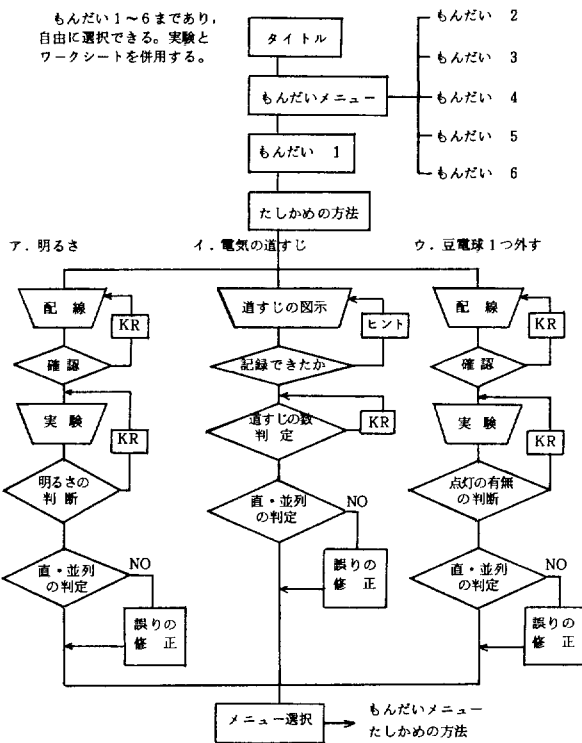 もんだい1~6まであり,
自由に選択できる。実験と
ワークシートを併用する。
タイトル
もんだいメニュー
もんだい 2
もんだい 3
もんだい 4
もんだい 5
もんだい 6
もんだい 1
たしかめの方法
ア.明るさ
イ.電気の道すじ
ウ.豆電球1つ外す
配線
KR
確認
実験
KR
明るさの
判断
直・並列
の判定
NO
誤りの
修正
道すじの図示
ヒント
記録できたか
道すじの数
判定
KR
直・並列
の判定
NO
誤りの
修正
配線
KR
確認
実験
KR
点灯の有無
の判断
直・並列
の判定
NO
誤りの
修正
メニュー選択
もんだいメニュー
たしかめの方法